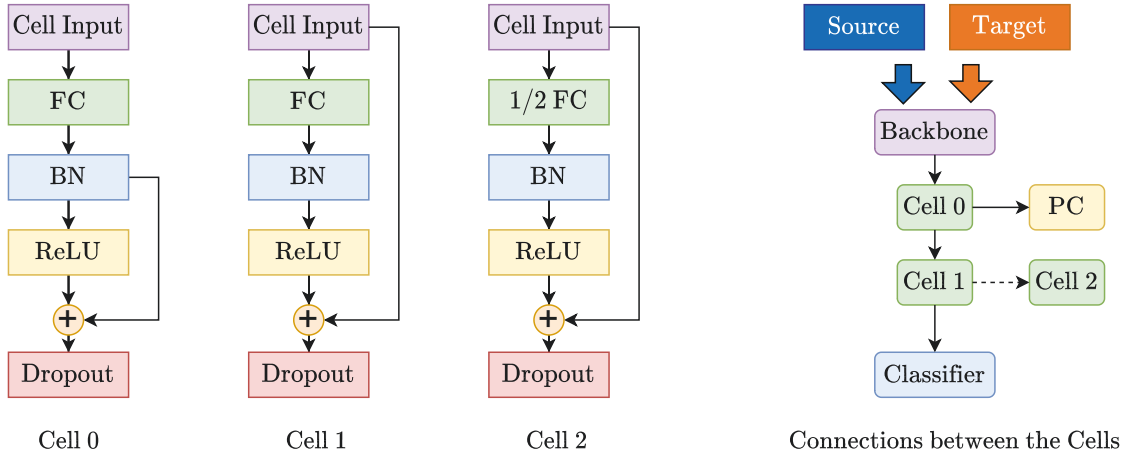 Cell Input
FC
BN
ReLU
+
Dropout
Cell 0
Cell Input
FC
BN
ReLU
+
Dropout
Cell 1
Cell Input
1/2 FC
BN
ReLU
+
Dropout
Cell 2
Source
Target
Backbone
Cell 0
PC
Cell 1
Cell 2
Classifier
Connections between the Cells